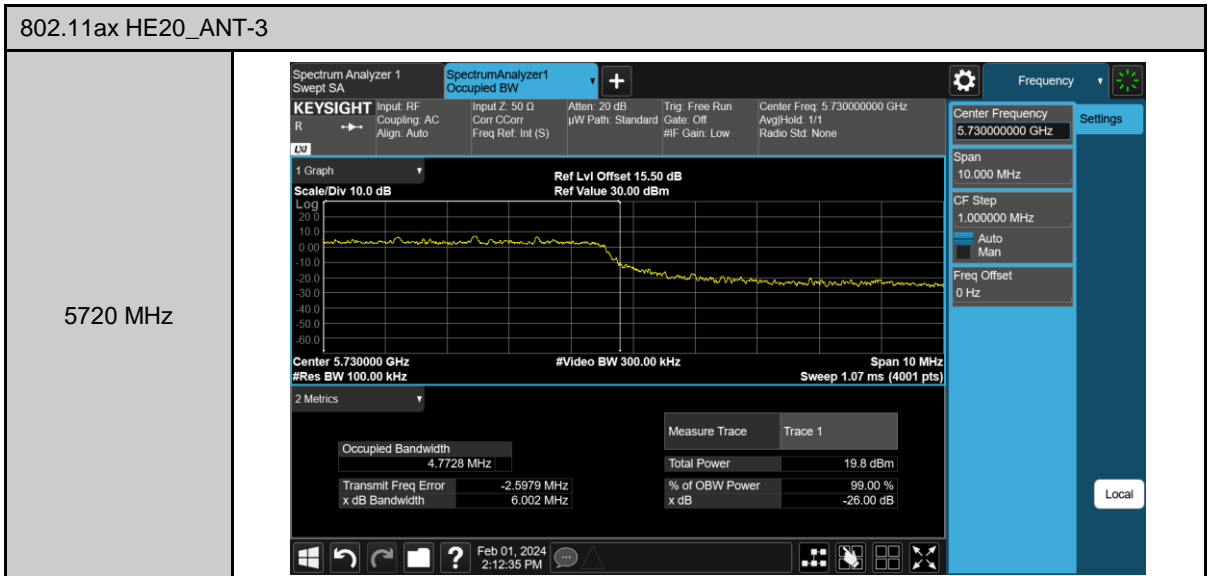 802.11ax HE20_ANT-3
5720 MHz
Spectrum Analyzer 1
Swept SA
SpectrumAnalyzer1
Occupied BW
Frequency
KEYSIGHT
R
LXI
Input: RF
Coupling: AC
Align: Auto
Input Z: 50 Ω
Corr CCorr
Freq Ref: Int (S)
Atten: 20 dB
µW Path: Standard
Trig: Free Run
Gate: Off
#IF Gain: Low
Center Freq: 5.730000000 GHz
Avg|Hold: 1/1
Radio Std: None
Center Frequency
5.730000000 GHz
Settings
Span
10.000 MHz
CF Step
1.000000 MHz
Auto
Man
Freq Offset
0 Hz
Local
1 Graph
Scale/Div 10.0 dB
Ref Lvl Offset 15.50 dB
Ref Value 30.00 dBm
Log
20.0
10.0
0.00
-10.0
-20.0
-30.0
-40.0
-50.0
-60.0
Center 5.730000 GHz
#Video BW 300.00 kHz
Span 10 MHz
#Res BW 100.00 kHz
Sweep 1.07 ms (4001 pts)
2 Metrics
Measure Trace Trace 1
Occupied Bandwidth
4.7728 MHz
Total Power 19.8 dBm
Transmit Freq Error -2.5979 MHz
% of OBW Power 99.00 %
x dB Bandwidth 6.002 MHz
x dB -26.00 dB
?
Feb 01, 2024
2:12:35 PM